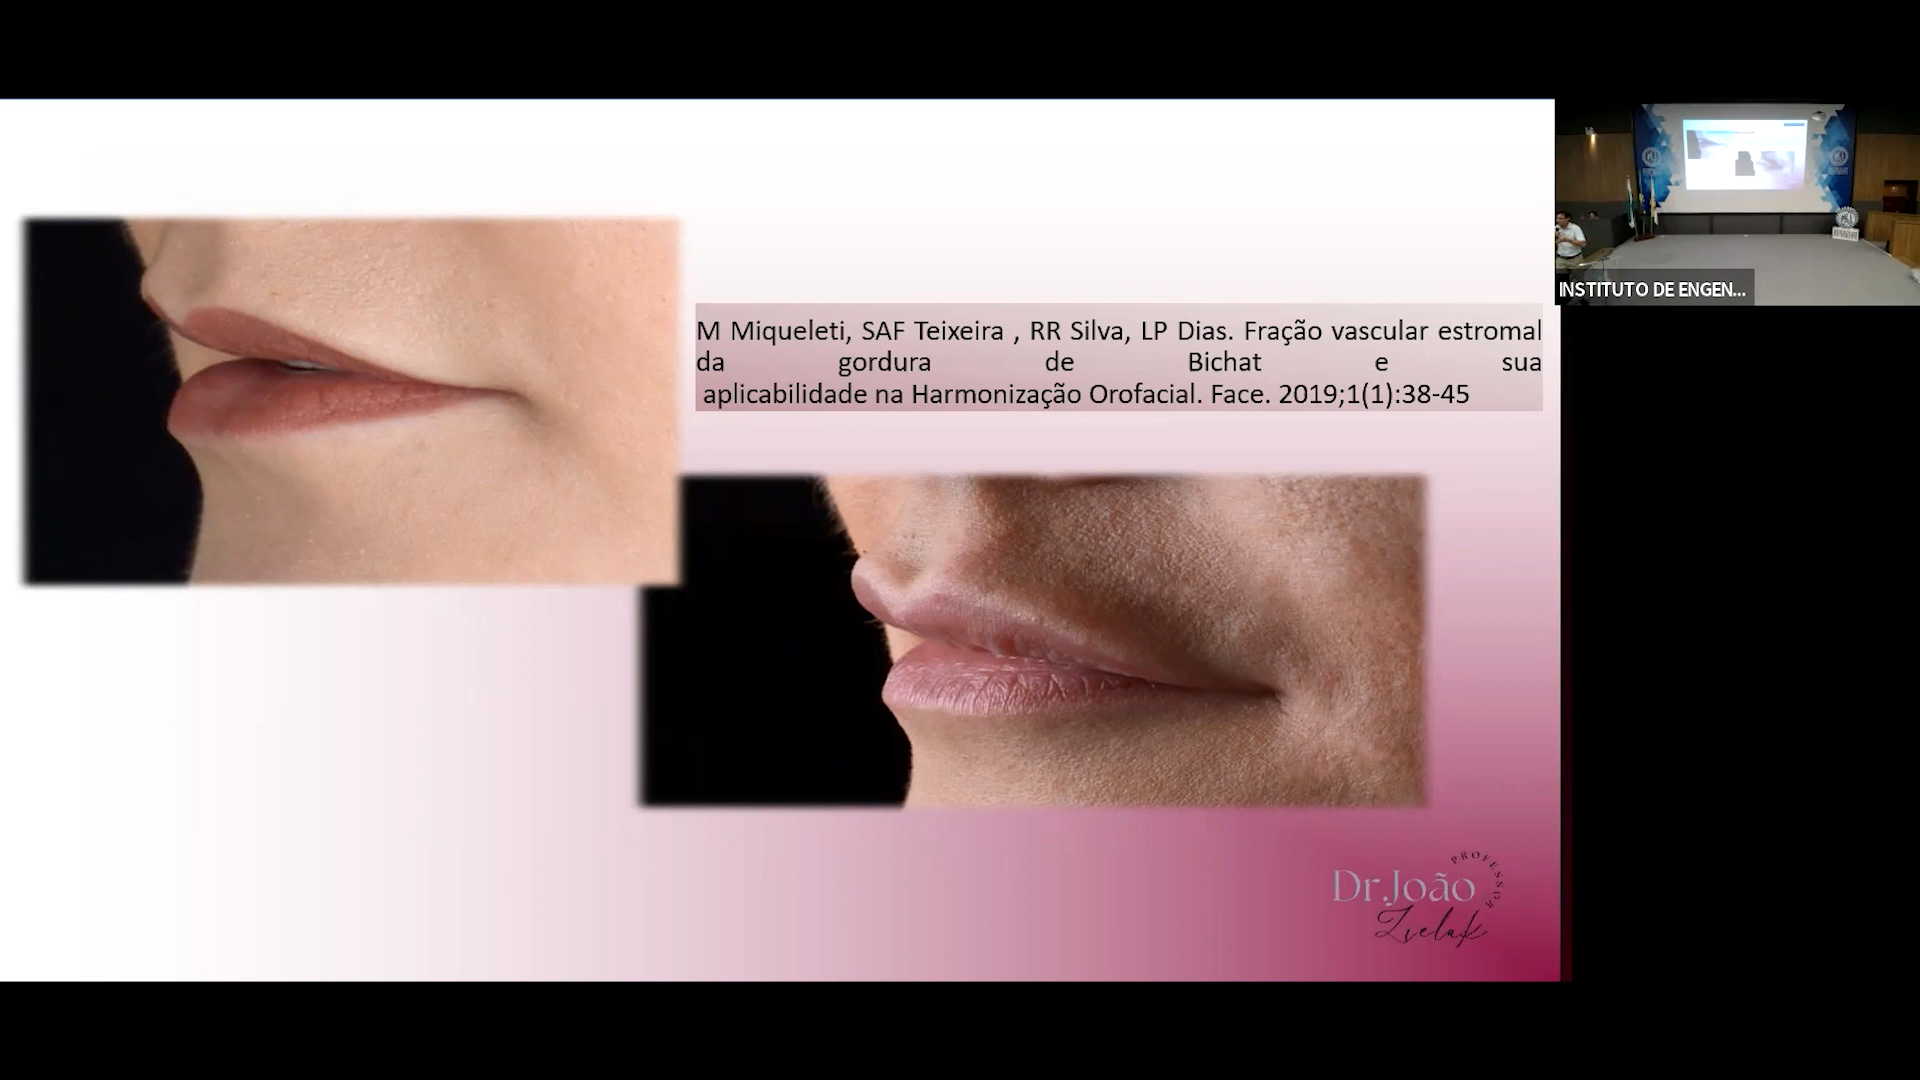 M Miqueleti, SAF Teixeira , RR Silva, LP Dias. Fração vascular estromal
da gordura de Bichat e sua
aplicabilidade na Harmonização Orofacial. Face. 2019;1(1):38-45
INSTITUTO DE ENGEN...
PROFESSOR
Dr.João
Zielak